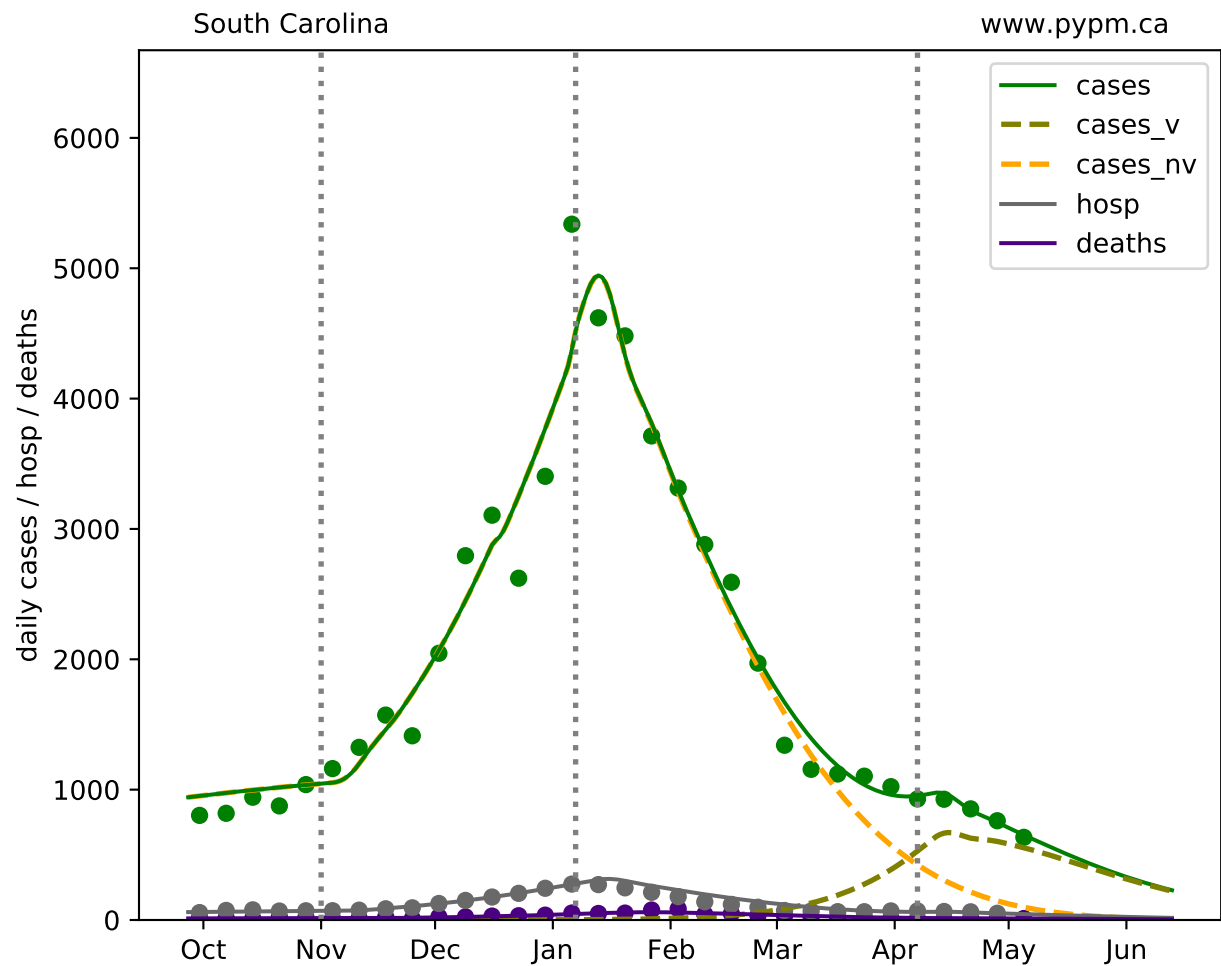 South Carolina www.pypm.ca
cases
cases_v
cases_nv
hosp
deaths
daily cases / hosp / deaths
6000
5000
4000
3000
2000
1000
0
Oct Nov Dec Jan Feb Mar Apr May Jun